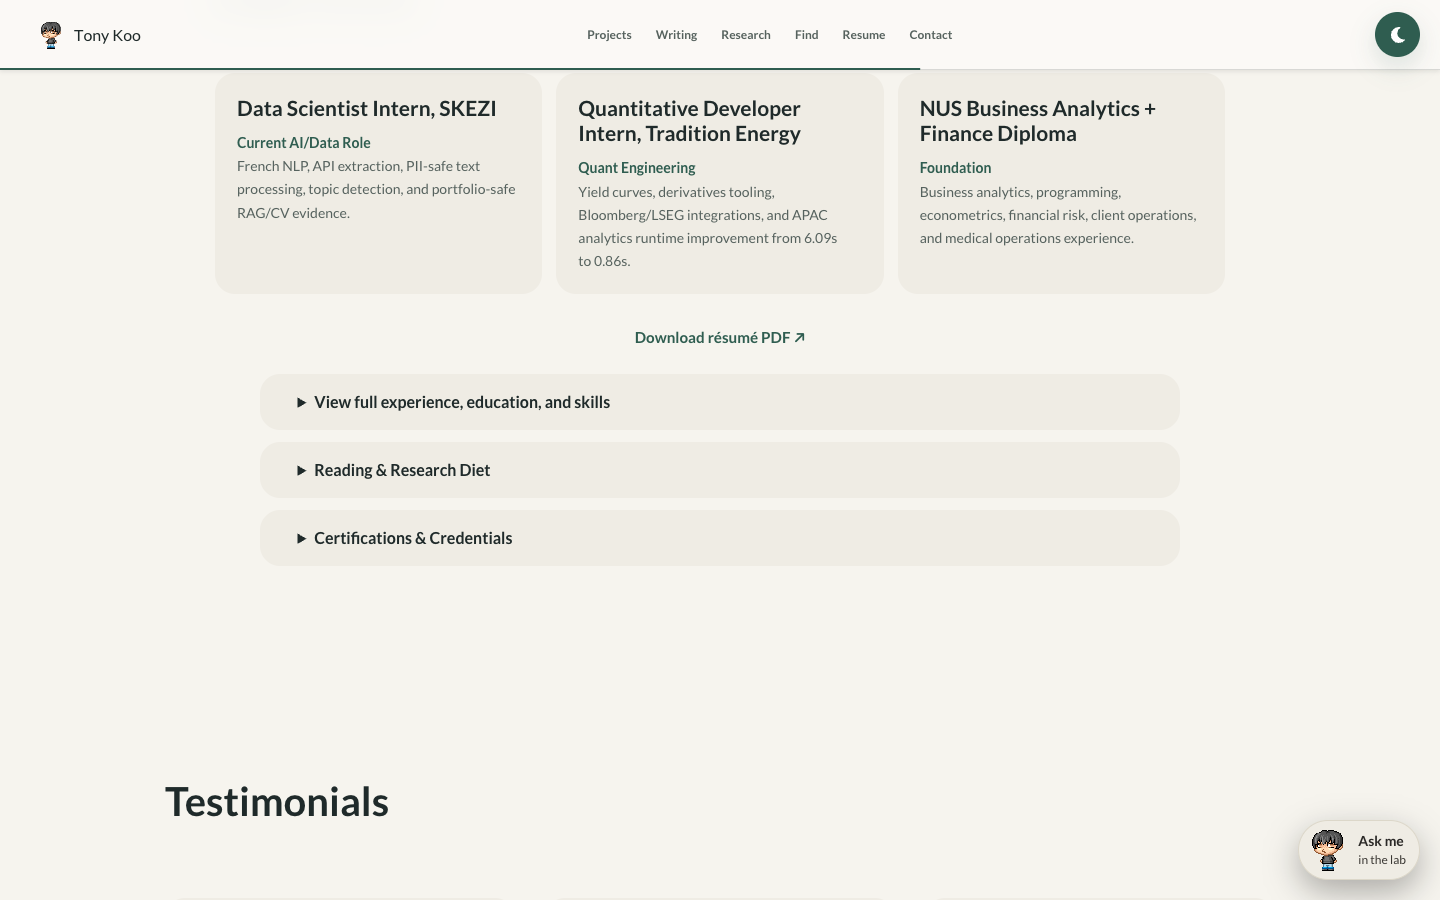 Tony Koo
Projects Writing Research Find Resume Contact
Data Scientist Intern, SKEZI
Current AI/Data Role
French NLP, API extraction, PII-safe text
processing, topic detection, and portfolio-safe
RAG/CV evidence.
Quantitative Developer
Intern, Tradition Energy
Quant Engineering
Yield curves, derivatives tooling,
Bloomberg/LSEG integrations, and APAC
analytics runtime improvement from 6.09s
to 0.86s.
NUS Business Analytics +
Finance Diploma
Foundation
Business analytics, programming,
econometrics, financial risk, client operations,
and medical operations experience.
Download résumé PDF ↗
▶ View full experience, education, and skills
▶ Reading & Research Diet
▶ Certifications & Credentials
Testimonials
Ask me
in the lab